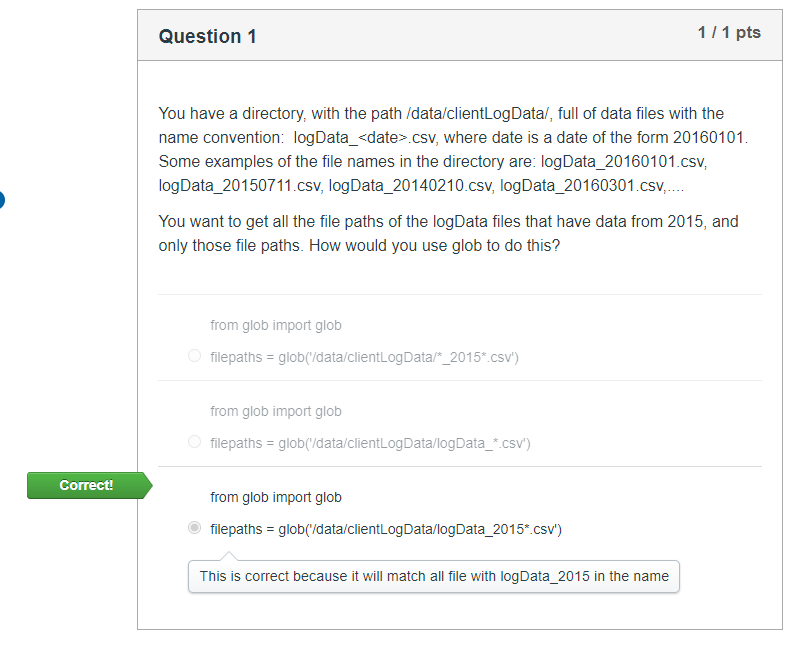 Question 1
1 / 1 pts
You have a directory, with the path /data/clientLogData/, full of data files with the
name convention:  logData_<date>.csv, where date is a date of the form 20160101.
Some examples of the file names in the directory are: logData_20160101.csv,
logData_20150711.csv, logData_20140210.csv, logData_20160301.csv,....
You want to get all the file paths of the logData files that have data from 2015, and
only those file paths. How would you use glob to do this?
from glob import glob
filepaths = glob('/data/clientLogData/*_2015*.csv')
from glob import glob
filepaths = glob('/data/clientLogData/logData_*.csv')
Correct!
from glob import glob
filepaths = glob('/data/clientLogData/logData_2015*.csv')
This is correct because it will match all file with logData_2015 in the name